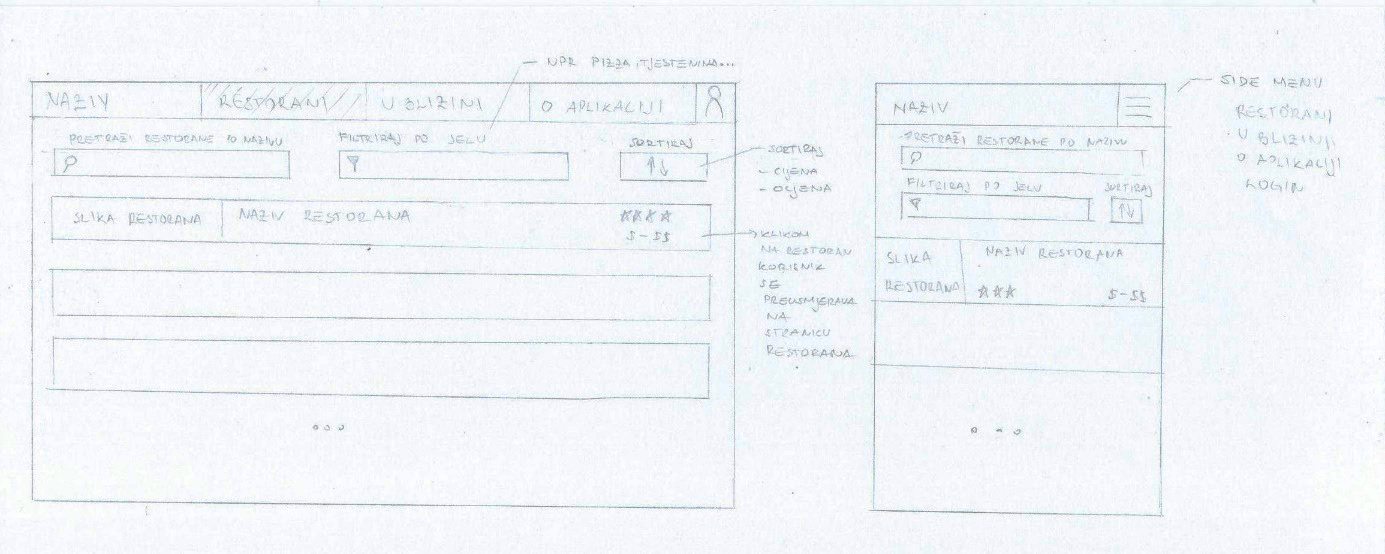 NPR PIZZA, TJESTENINA...
NAZIV
RESTORANI
U BLIZINI
O APLIKACIJI
PRETRAŽI RESTORANE PO NAZIVU
FILTRIRAJ PO JELU
SORTIRAJ
SORTIRAJ
- CIJENA
- OCJENA
SLIKA RESTORANA
NAZIV RESTORANA
$-$$
KLIKOM
NA RESTORAN
KORISNIK
SE
PREUSMJERAVA
NA
STRANICU
RESTORANA
NAZIV
PRETRAŽI RESTORANE PO NAZIVU
FILTRIRAJ PO JELU
SORTIRAJ
SLIKA
RESTORANA
NAZIV RESTORANA
$-$$
SIDE MENU
RESTORANI
U BLIZINI
O APLIKACIJI
LOGIN